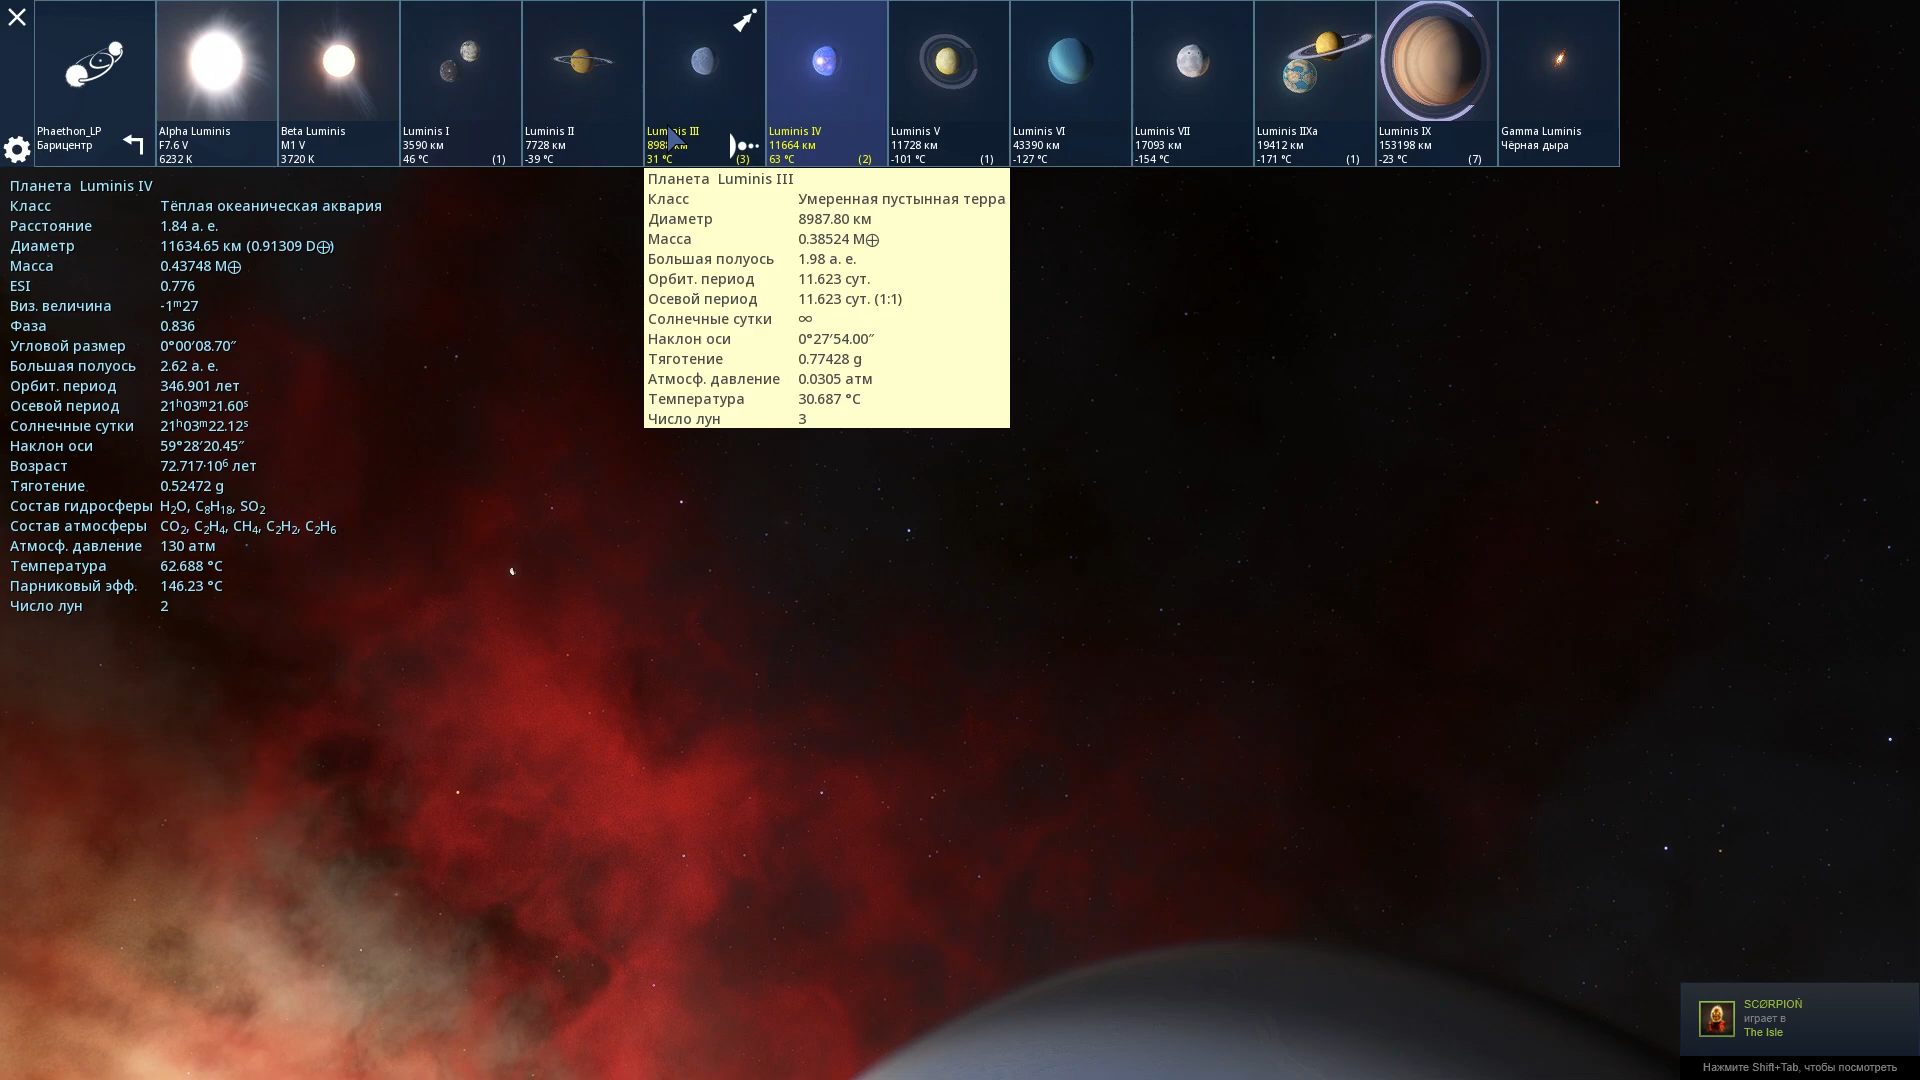 Phaethon_LP
Барицентр
Alpha Luminis
F7.6 V
6232 K
Beta Luminis
M1 V
3720 K
Luminis I
3590 км
46 °C (1)
Luminis II
7728 км
-39 °C
Luminis III
31 °C (3)
Luminis IV
11664 км
63 °C (2)
Luminis V
11728 км
-101 °C (1)
Luminis VI
43390 км
-127 °C
Luminis VII
17093 км
-154 °C
Luminis IIXa
19412 км
-171 °C (1)
Luminis IX
153198 км
-23 °C (7)
Gamma Luminis
Чёрная дыра
Планета Luminis IV
Класс Тёплая океаническая аквария
Расстояние 1.84 а. е.
Диаметр 11634.65 км (0.91309 D⊕)
Масса 0.43748 M⊕
ESI 0.776
Виз. величина -1ᵐ27
Фаза 0.836
Угловой размер 0°00′08.70″
Большая полуось 2.62 а. е.
Орбит. период 346.901 лет
Осевой период 21ʰ03ᵐ21.60ˢ
Солнечные сутки 21ʰ03ᵐ22.12ˢ
Наклон оси 59°28′20.45″
Возраст 72.717·10⁶ лет
Тяготение 0.52472 g
Состав гидросферы H₂O, C₈H₁₈, SO₂
Состав атмосферы CO₂, C₂H₄, CH₄, C₂H₂, C₂H₆
Атмосф. давление 130 атм
Температура 62.688 °C
Парниковый эфф. 146.23 °C
Число лун 2
Планета Luminis III
Класс Умеренная пустынная терра
Диаметр 8987.80 км
Масса 0.38524 M⊕
Большая полуось 1.98 а. е.
Орбит. период 11.623 сут.
Осевой период 11.623 сут. (1:1)
Солнечные сутки ∞
Наклон оси 0°27′54.00″
Тяготение 0.77428 g
Атмосф. давление 0.0305 атм
Температура 30.687 °C
Число лун 3
SCØRPIOŃ
играет в
The Isle
Нажмите Shift+Tab, чтобы посмотреть